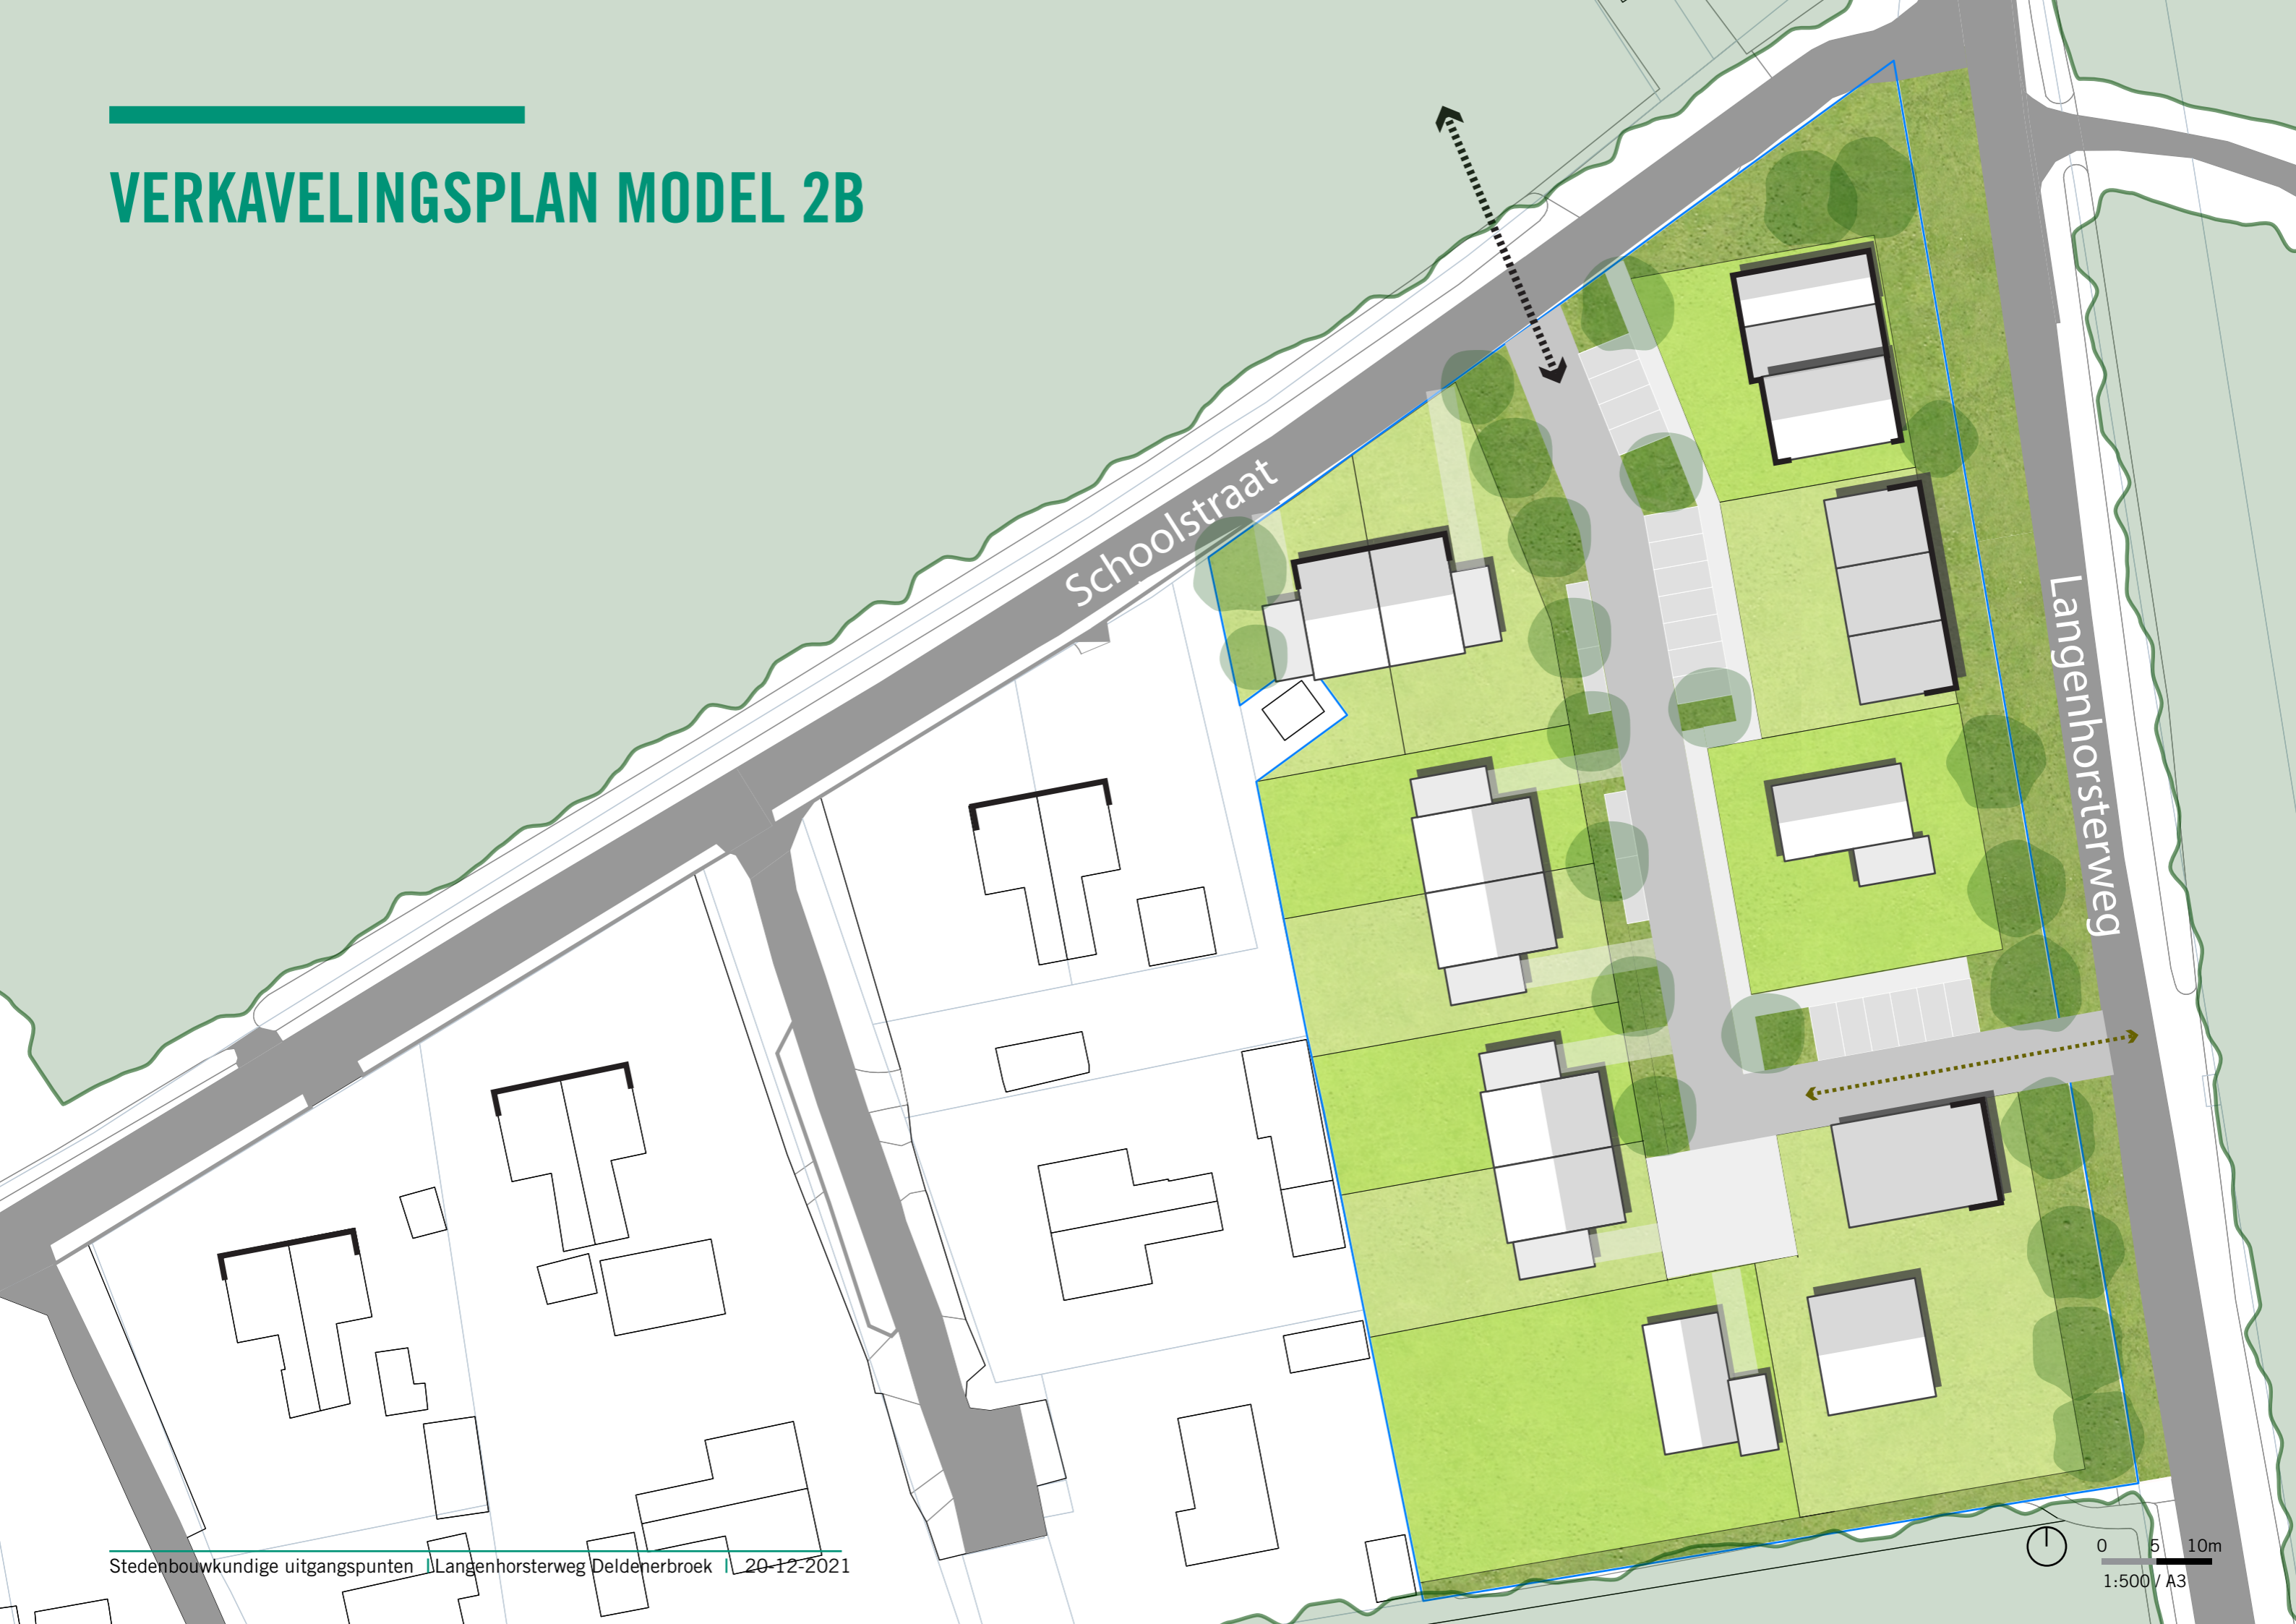 VERKAVELINGSPLAN MODEL 2B
Schoolstraat
Langenhorsterweg
Stedenbouwkundige uitgangspunten | Langenhorsterweg Deldenerbroek | 20-12-2021
0 5 10m
1:500 / A3